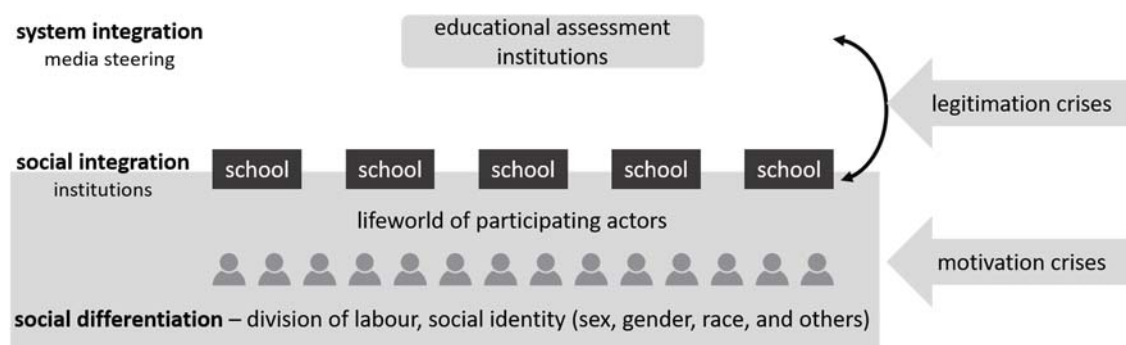 system integration
media steering
educational assessment
institutions
legitimation crises
social integration
institutions
school school school school school
lifeworld of participating actors
motivation crises
social differentiation – division of labour, social identity (sex, gender, race, and others)